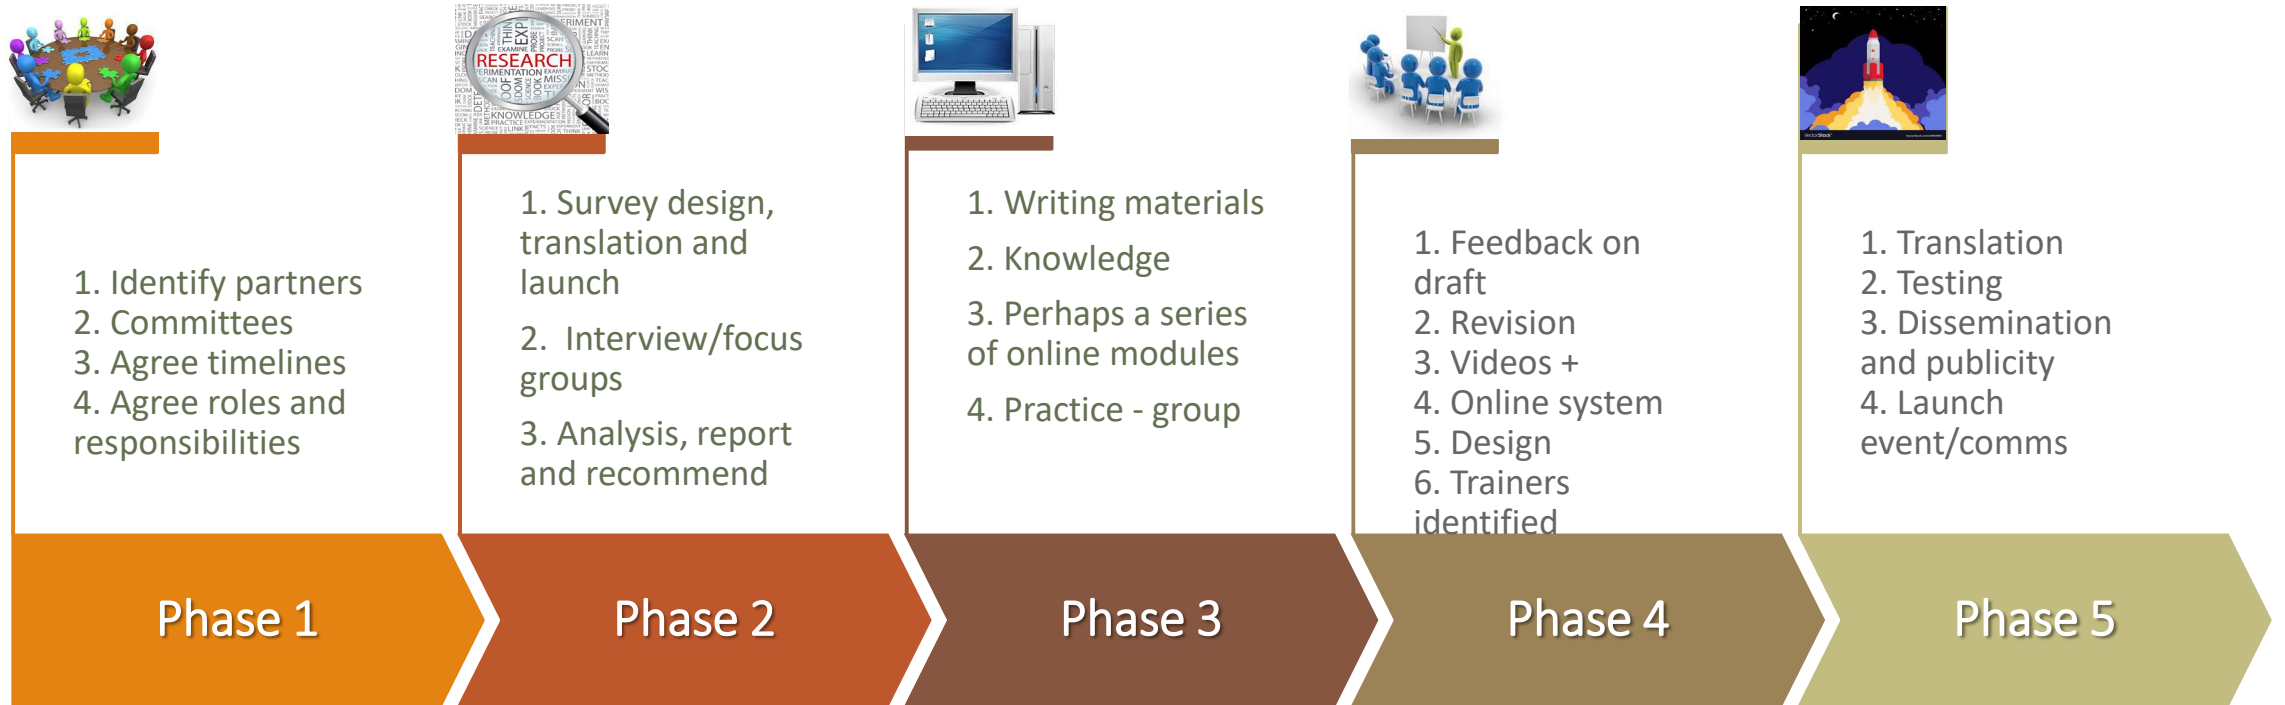 RESEARCH
KNOWLEDGE
1. Identify partners
2. Committees
3. Agree timelines
4. Agree roles and
responsibilities
Phase 1
1. Survey design,
translation and
launch
2.  Interview/focus
groups
3. Analysis, report
and recommend
Phase 2
1. Writing materials
2. Knowledge
3. Perhaps a series
of online modules
4. Practice - group
Phase 3
1. Feedback on
draft
2. Revision
3. Videos +
4. Online system
5. Design
6. Trainers
identified
Phase 4
VectorStock
1. Translation
2. Testing
3. Dissemination
and publicity
4. Launch
event/comms
Phase 5